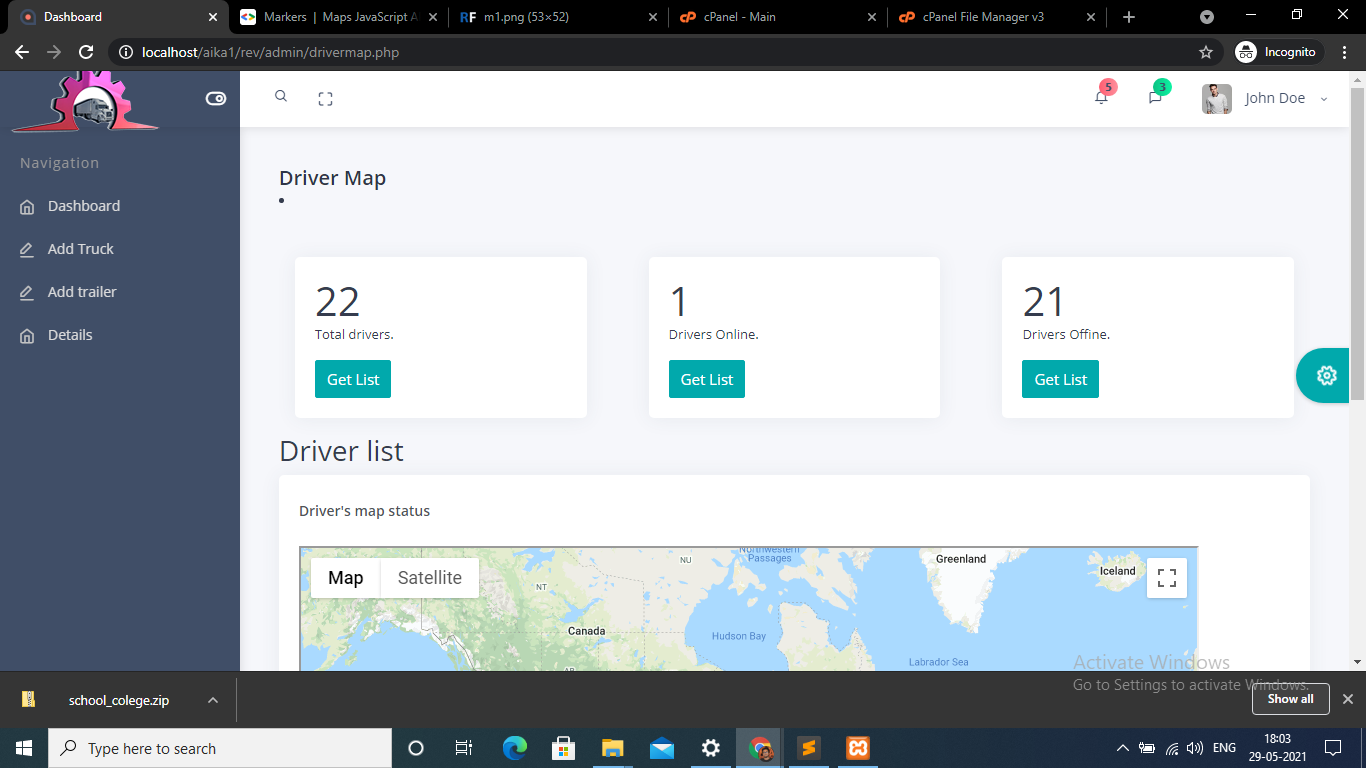 Dashboard
Markers | Maps JavaScript A
m1.png (53×52)
cPanel - Main
cPanel File Manager v3
localhost/aika1/rev/admin/drivermap.php
Incognito
5
3
John Doe
Navigation
Dashboard
Add Truck
Add trailer
Details
Driver Map
22
Total drivers.
Get List
1
Drivers Online.
Get List
21
Drivers Offine.
Get List
Driver list
Driver's map status
Map
Satellite
NU
Northwestern
Passages
Greenland
Iceland
NT
Canada
Hudson Bay
AB
Labrador Sea
Activate Windows
Go to Settings to activate Windows.
school_colege.zip
Show all
Type here to search
ENG
18:03
29-05-2021